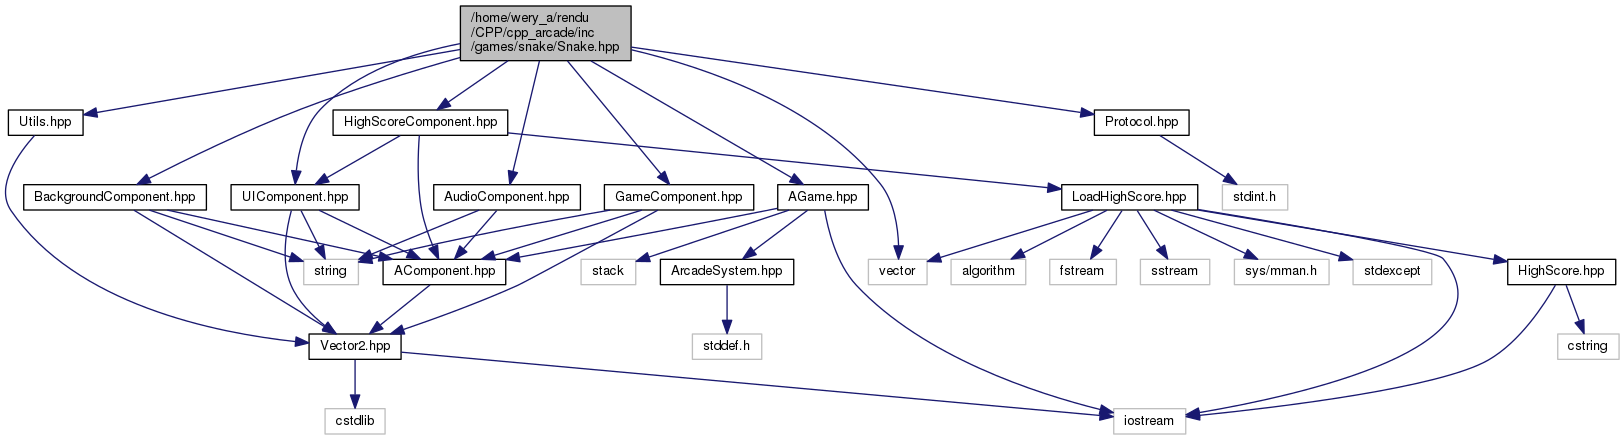 /home/wery_a/rendu
/CPP/cpp_arcade/inc
/games/snake/Snake.hpp
Utils.hpp
HighScoreComponent.hpp
Protocol.hpp
BackgroundComponent.hpp
UIComponent.hpp
AudioComponent.hpp
GameComponent.hpp
AGame.hpp
LoadHighScore.hpp
stdint.h
string
AComponent.hpp
stack
ArcadeSystem.hpp
vector
algorithm
fstream
sstream
sys/mman.h
stdexcept
HighScore.hpp
Vector2.hpp
stddef.h
cstring
cstdlib
iostream